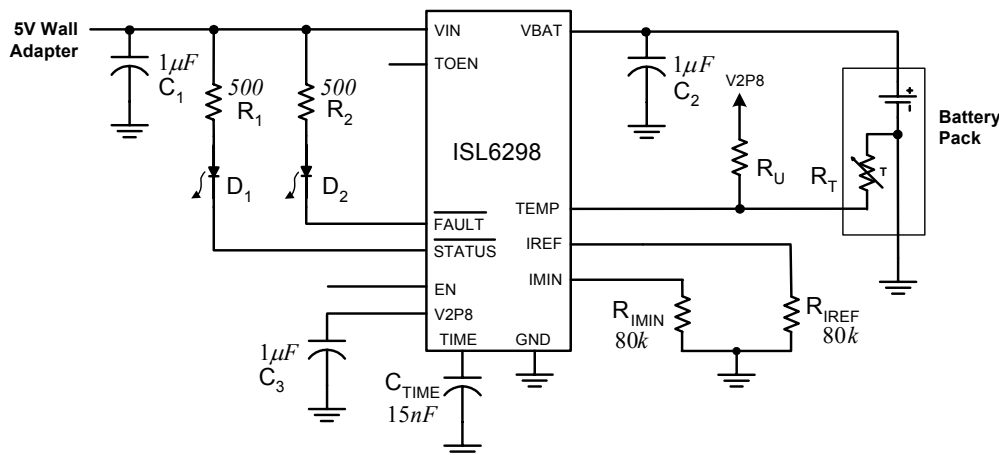 5V Wall
Adapter
1μF
C1
500
R1
500
R2
D1
D2
VIN
TOEN
ISL6298
FAULT
STATUS
EN
V2P8
TIME
GND
VBAT
TEMP
IREF
IMIN
1μF
C2
V2P8
RU
RT
T
+
Battery
Pack
1μF
C3
CTIME
15nF
RIMIN
80k
RIREF
80k